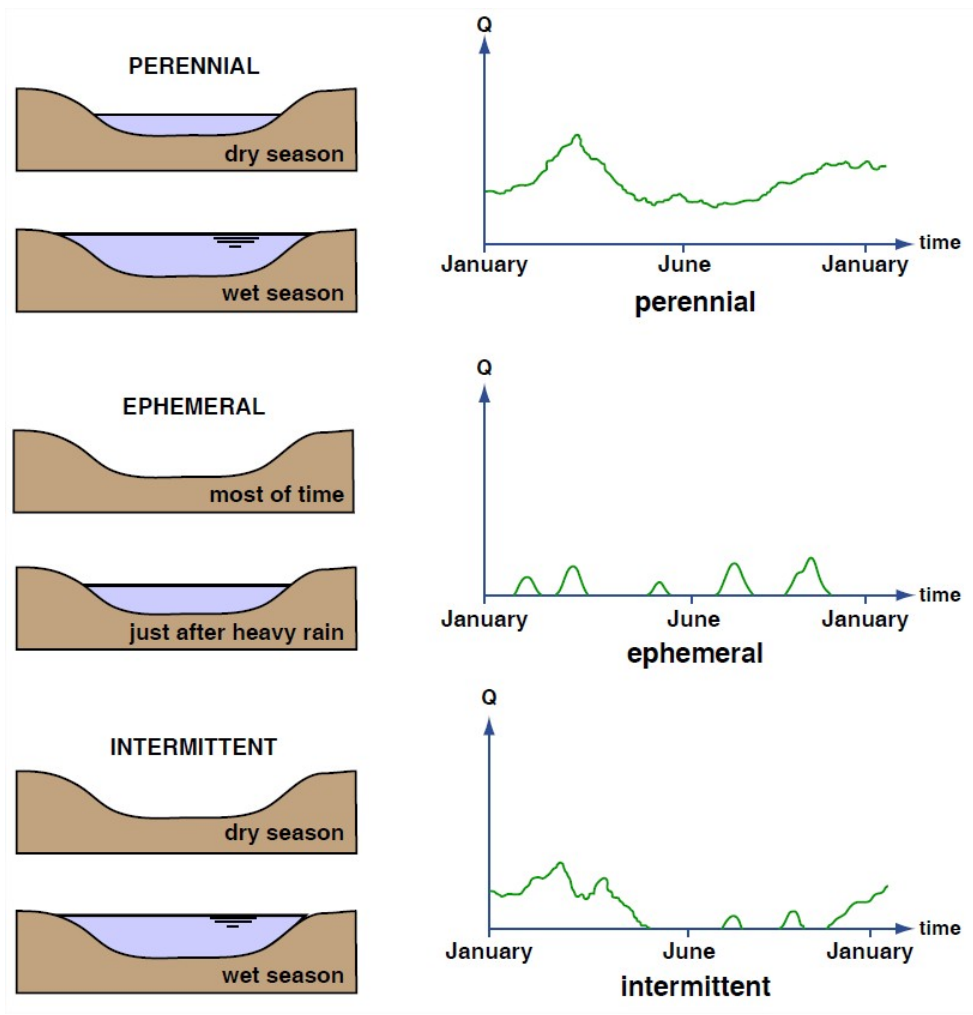 PERENNIAL
dry season
wet season
Q
time
January June January
perennial
EPHEMERAL
most of time
just after heavy rain
Q
time
January June January
ephemeral
INTERMITTENT
dry season
wet season
Q
time
January June January
intermittent